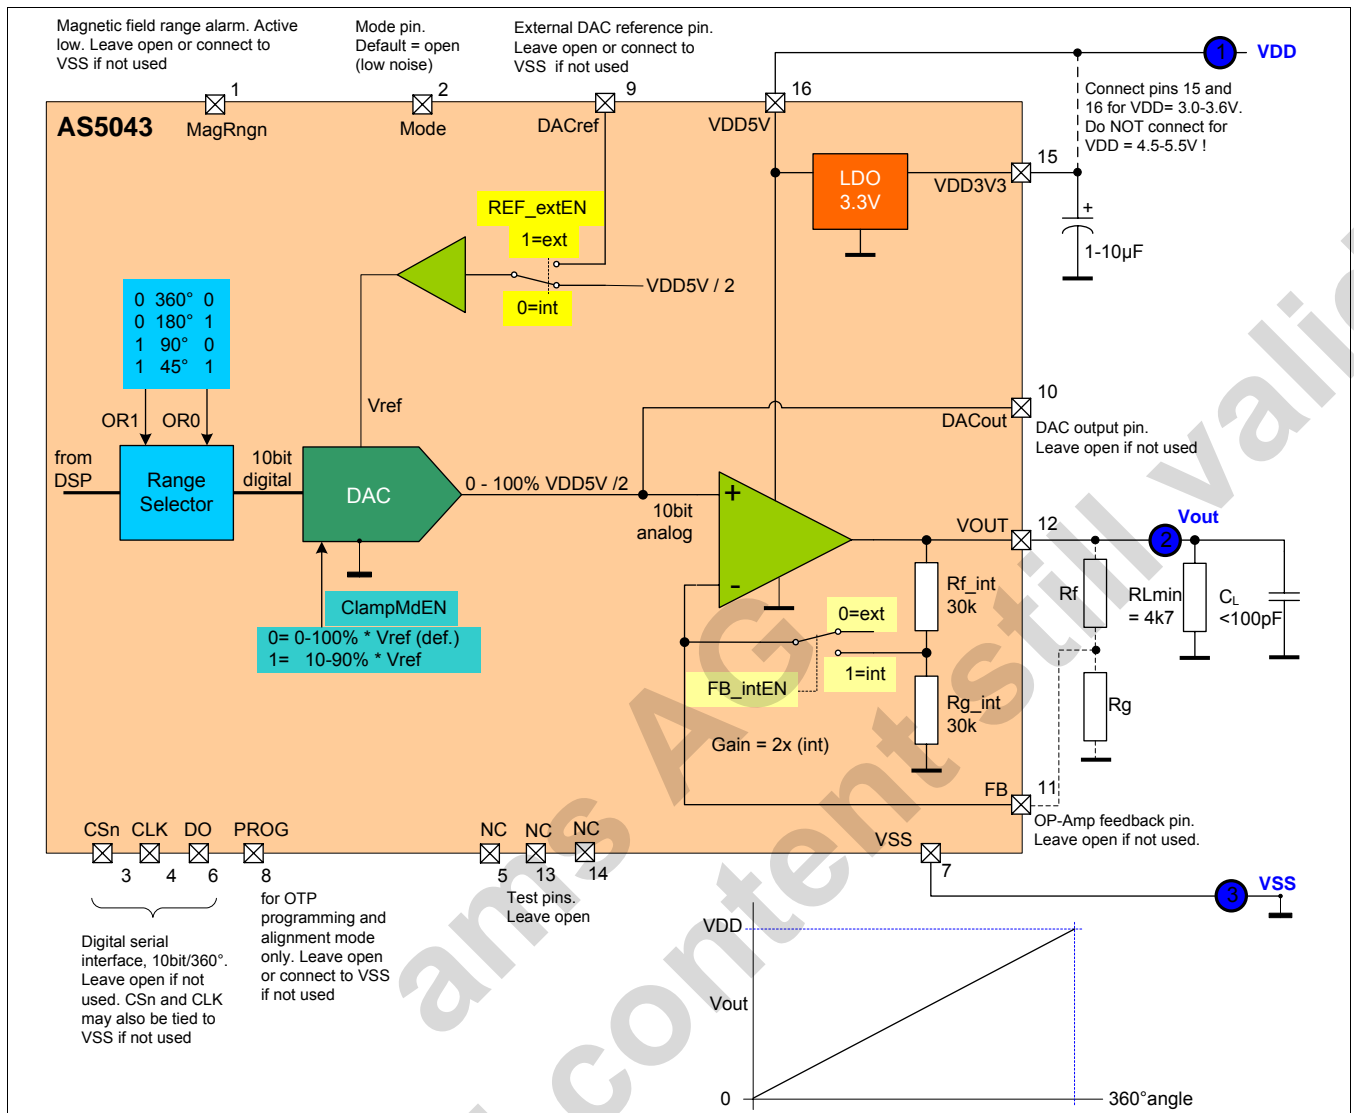 Magnetic field range alarm. Active
low. Leave open or connect to
VSS if not used
Mode pin.
Default = open
(low noise)
External DAC reference pin.
Leave open or connect to
VSS if not used
1
VDD
1
2
9
16
AS5043
MagRngn
Mode
DACref
VDD5V
Connect pins 15 and
16 for VDD= 3.0-3.6V.
Do NOT connect for
VDD = 4.5-5.5V !
15
LDO
3.3V
VDD3V3
REF_extEN
1=ext
+
1-10µF
VDD5V / 2
0=int
0 360° 0
0 180° 1
1 90° 0
1 45° 1
Vref
OR1
OR0
10
DACout
DAC output pin.
Leave open if not used
from
DSP
Range
Selector
10bit
digital
DAC
0 - 100% VDD5V /2
10bit
analog
+
-
VOUT
12
Vout
2
Rf_int
30k
Rf
RLmin
= 4k7
CL
<100pF
ClampMdEN
0= 0-100% * Vref (def.)
1= 10-90% * Vref
0=ext
1=int
FB_intEN
Rg_int
30k
Rg
Gain = 2x (int)
FB
11
OP-Amp feedback pin.
Leave open if not used.
CSn
CLK
DO
PROG
NC
NC
NC
VSS
3
4
6
8
5
13
14
7
for OTP
programming and
alignment mode
only. Leave open
or connect to VSS
if not used
Test pins.
Leave open
3
VSS
Digital serial
interface, 10bit/360°.
Leave open if not
used. CSn and CLK
may also be tied to
VSS if not used
VDD
Vout
0
360°angle
ams AG
content still valid